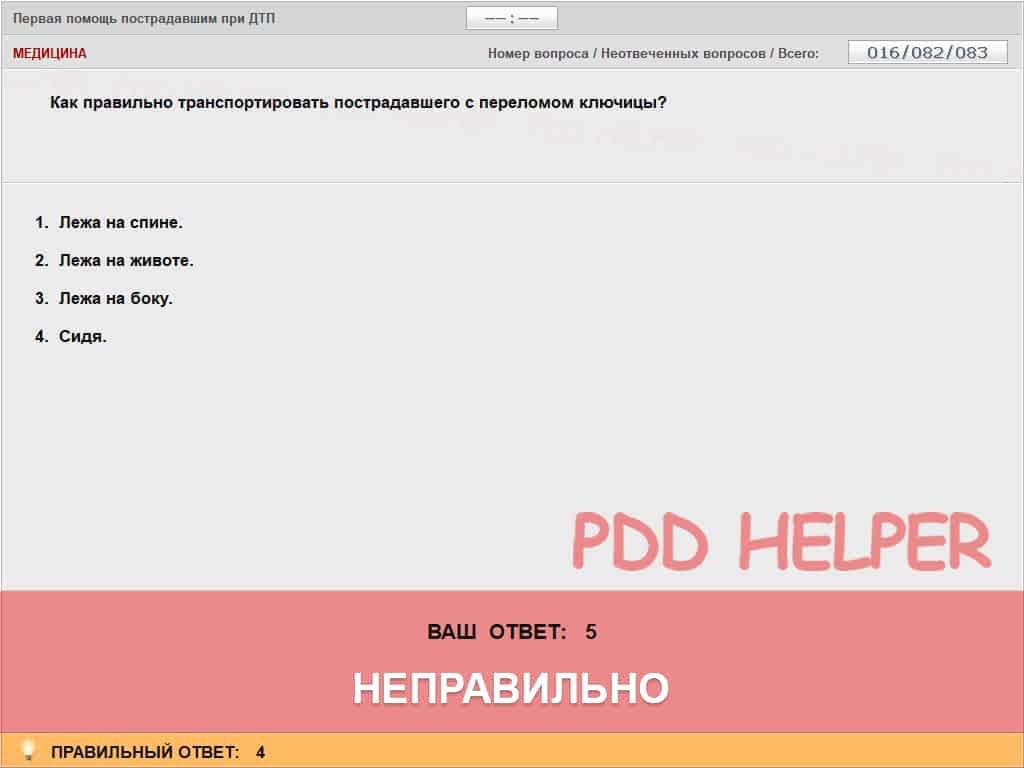 Первая помощь пострадавшим при ДТП
—— : ——
МЕДИЦИНА
Номер вопроса / Неотвеченных вопросов / Всего:
016/082/083
Как правильно транспортировать пострадавшего с переломом ключицы?
1. Лежа на спине.
2. Лежа на животе.
3. Лежа на боку.
4. Сидя.
PDD HELPER
ВАШ ОТВЕТ: 5
НЕПРАВИЛЬНО
ПРАВИЛЬНЫЙ ОТВЕТ: 4